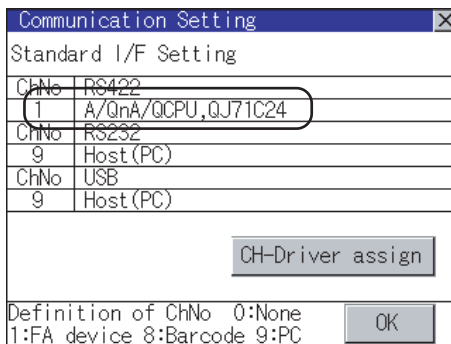 Communication Setting
Standard I/F Setting
ChNo RS422
1 A/QnA/QCPU,QJ71C24
ChNo RS232
9 Host(PC)
ChNo USB
9 Host(PC)
CH-Driver assign
Definition of ChNo 0:None
1:FA device 8:Barcode 9:PC
OK